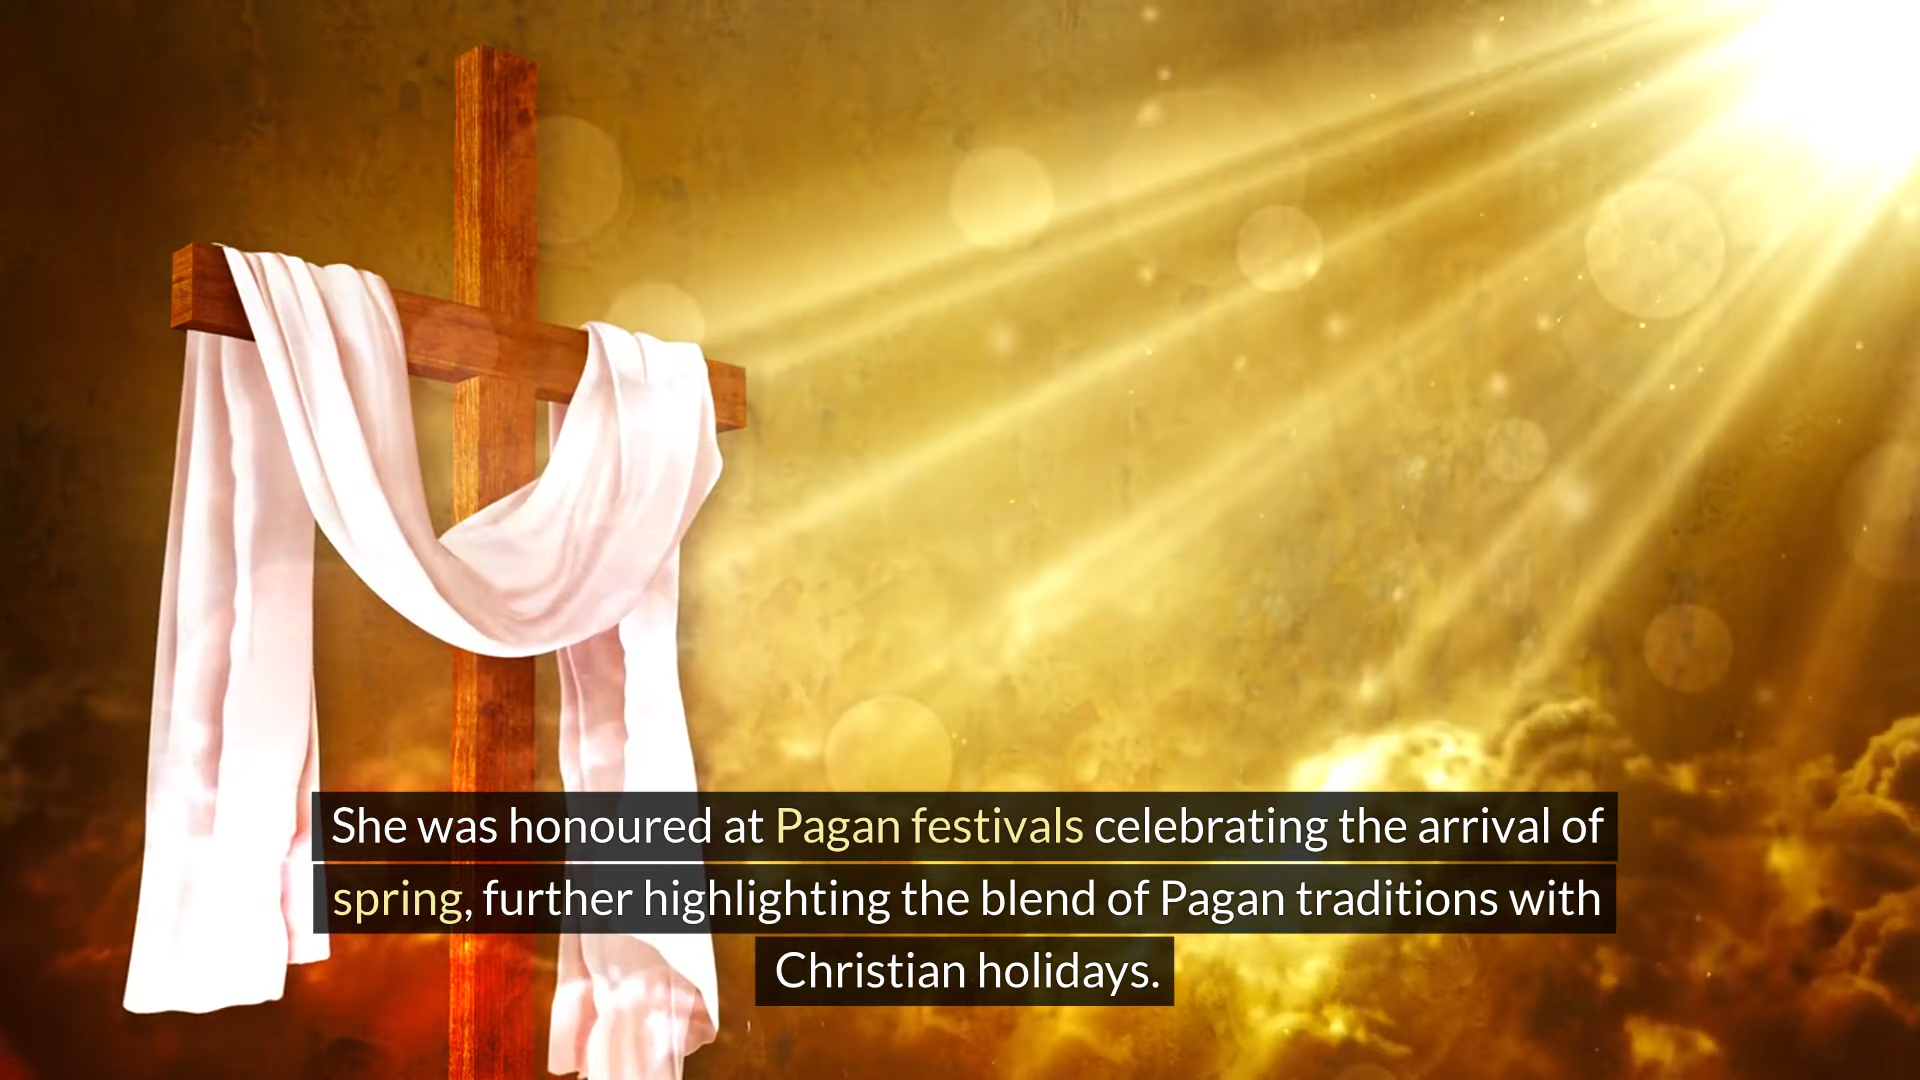 She was honoured at Pagan festivals celebrating the arrival of
spring, further highlighting the blend of Pagan traditions with
Christian holidays.